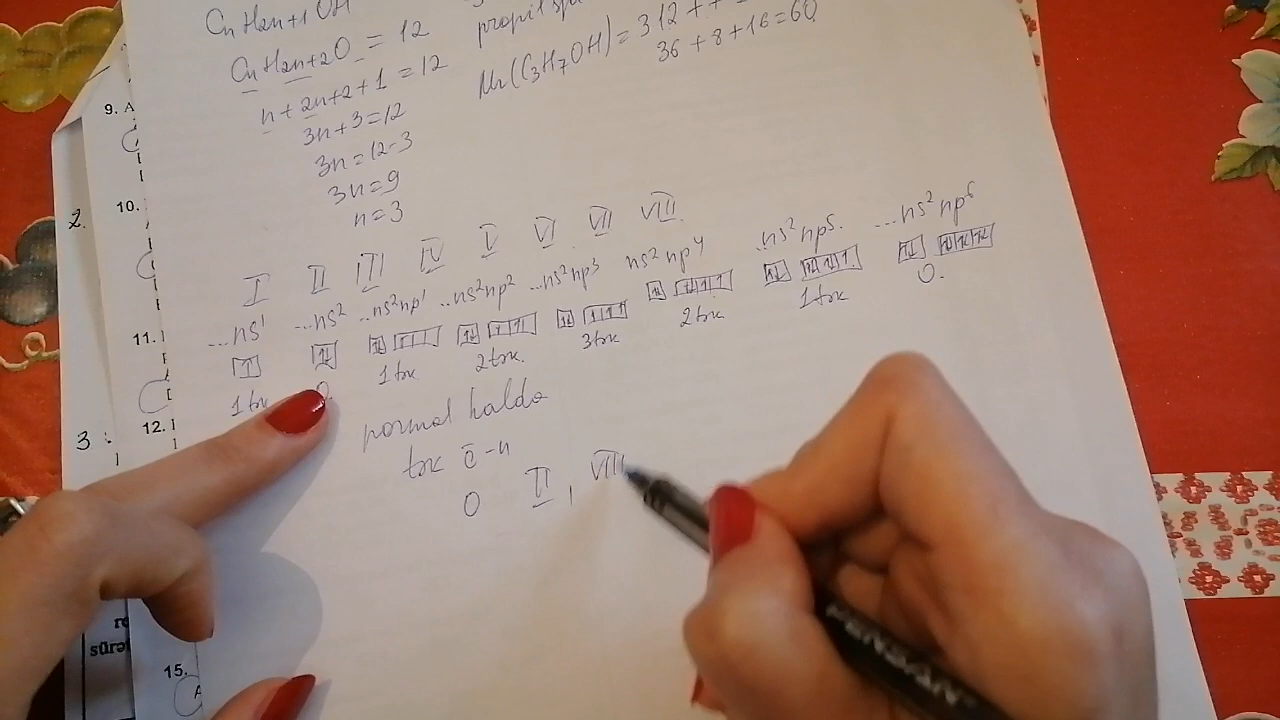 CnH2n+1OH
CnH2n+2O = 12
n + 2n+2+1 = 12
3n+3=12
3n=12-3
3n=9
n=3
propil spi
Mr(C3H7OH)=3·12+
36+8+16=60
I II III IV V VI VII VIII
...ns¹ ...ns² ...ns²np¹ ...ns²np² ...ns²np³ ns²np⁴ ...ns²np⁵. ...ns²np⁶
1 tək 0 1 tək 2 tək. 3 tək 2 tək 1 tək 0.
normal halda
tək ē-n
0 II, VIII
9. A
10.
11.
12.
15.
A
2.
3.
sürət
PENSAN